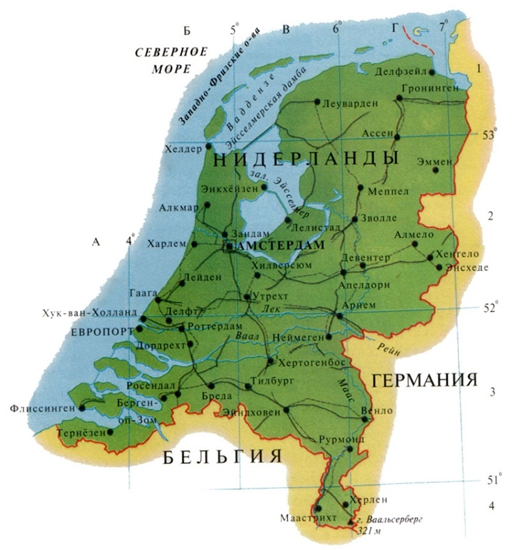 Б
В
Г
5°
6°
7°
СЕВЕРНОЕ
МОРЕ
Западно-Фризские о-ва
Ваддензе
Эйсселмерская дамба
Делфзейл
1
Гронинген
Леуварден
Ассен
53°
Хелдер
НИДЕРЛАНДЫ
Эммен
зал. Эйсселмер
Энкхёйзен
Меппел
Алкмар
Зволле
2
Лелистад
А
4°
Зандам
Алмело
Харлем
АМСТЕРДАМ
Хенгело
Девентер
Энсхеде
Хилверсюм
Лейден
Апелдорн
Гаага
Утрехт
52°
Хук-ван-Холланд
Делфт
Лек
Арнем
ЕВРОПОРТ
Роттердам
Ваал
Неймеген
Дордрехт
Рейн
Хертогенбос
ГЕРМАНИЯ
Маас
Розендал
Тилбург
3
Берген-
оп-Зом
Бреда
Флиссинген
Эйндховен
Венло
Тернёзен
Рурмонд
БЕЛЬГИЯ
51°
Херлен
4
Маастрихт
г. Ваальсерберг
321 м